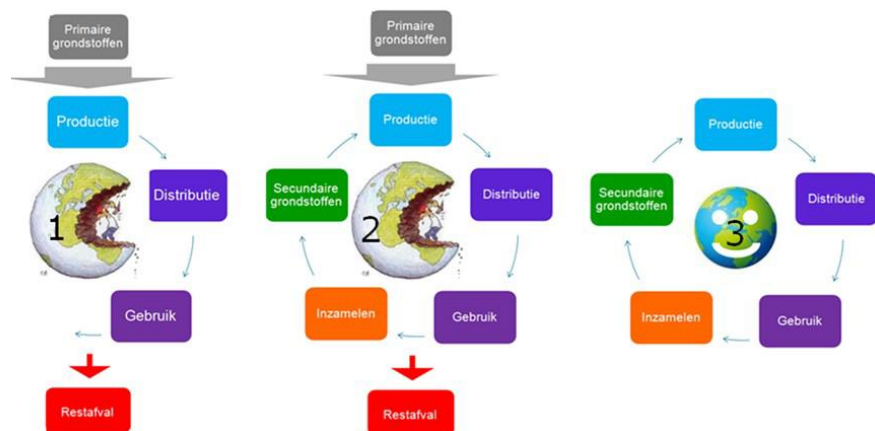 Primaire
grondstoffen
Productie
Distributie
1
Gebruik
Restafval
Primaire
grondstoffen
Productie
Secundaire
grondstoffen
Distributie
2
Inzamelen
Gebruik
Restafval
Productie
Secundaire
grondstoffen
Distributie
3
Inzamelen
Gebruik